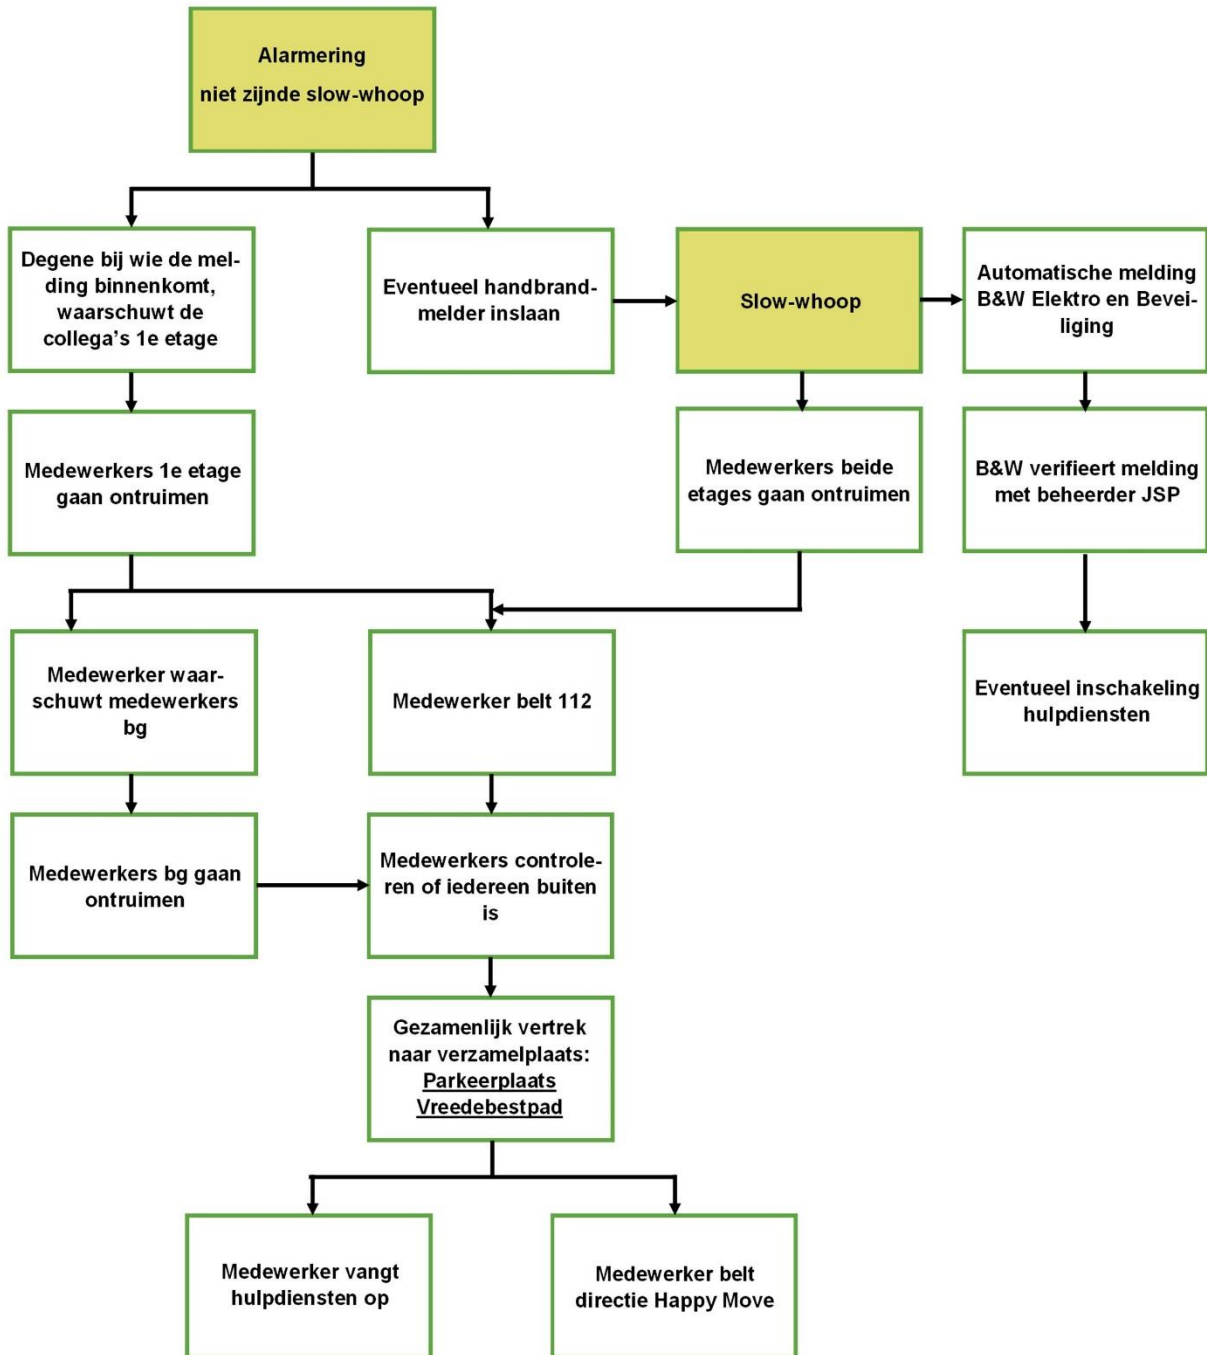 Alarmering
niet zijnde slow-whoop
Degene bij wie de mel-
ding binnenkomt,
waarschuwt de
collega's 1e etage
Eventueel handbrand-
melder inslaan
Slow-whoop
Automatische melding
B&W Elektro en Bevei-
liging
Medewerkers 1e etage
gaan ontruimen
Medewerkers beide
etages gaan ontruimen
B&W verifieert melding
met beheerder JSP
Medewerker waar-
schuwt medewerkers
bg
Medewerker belt 112
Eventueel inschakeling
hulpdiensten
Medewerkers bg gaan
ontruimen
Medewerkers controle-
ren of iedereen buiten
is
Gezamenlijk vertrek
naar verzamelplaats:
Parkeerplaats
Vreedebestpad
Medewerker vangt
hulpdiensten op
Medewerker belt
directie Happy Move